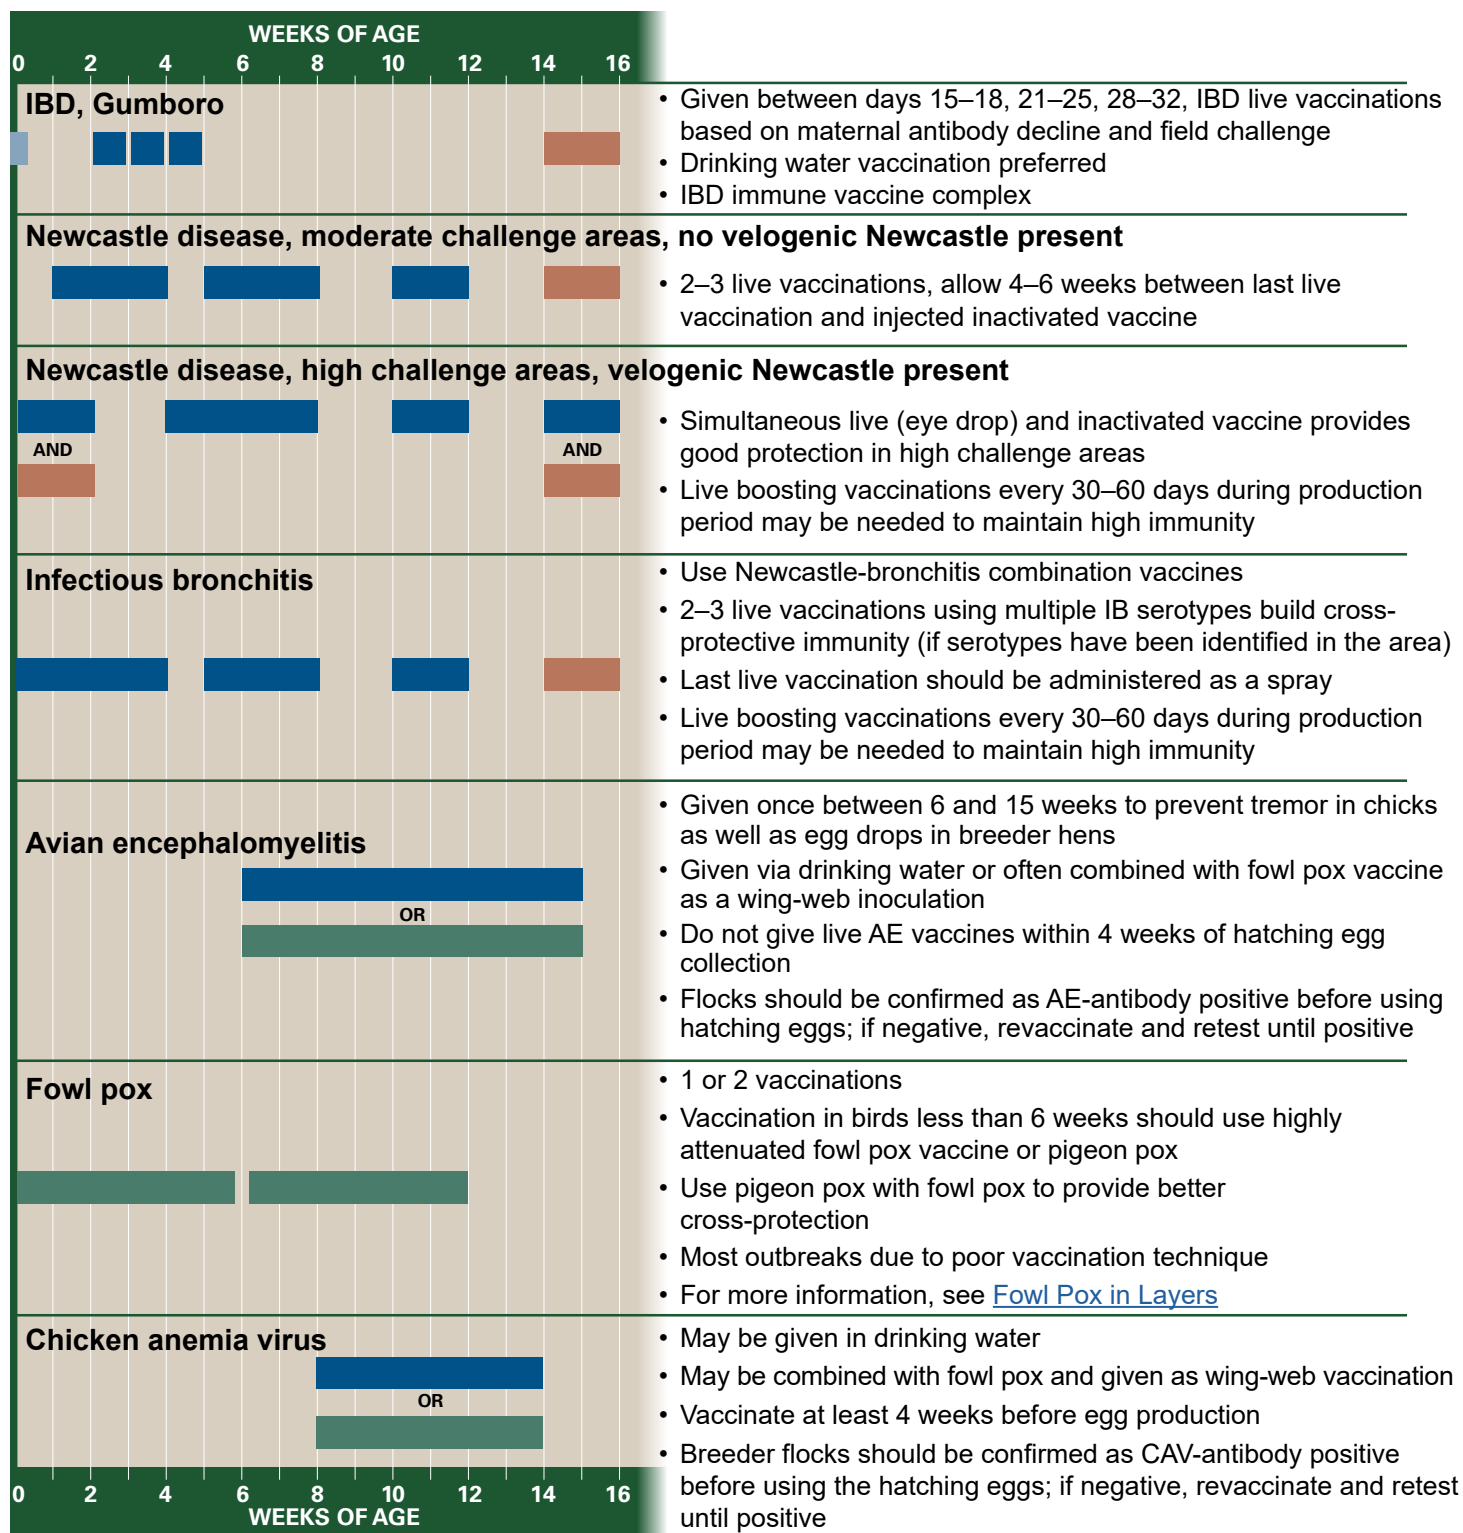 WEEKS OF AGE
0 2 4 6 8 10 12 14 16
IBD, Gumboro
• Given between days 15–18, 21–25, 28–32, IBD live vaccinations
based on maternal antibody decline and field challenge
• Drinking water vaccination preferred
• IBD immune vaccine complex
Newcastle disease, moderate challenge areas, no velogenic Newcastle present
• 2–3 live vaccinations, allow 4–6 weeks between last live
vaccination and injected inactivated vaccine
Newcastle disease, high challenge areas, velogenic Newcastle present
AND AND
• Simultaneous live (eye drop) and inactivated vaccine provides
good protection in high challenge areas
• Live boosting vaccinations every 30–60 days during production
period may be needed to maintain high immunity
Infectious bronchitis
• Use Newcastle-bronchitis combination vaccines
• 2–3 live vaccinations using multiple IB serotypes build cross-
protective immunity (if serotypes have been identified in the area)
• Last live vaccination should be administered as a spray
• Live boosting vaccinations every 30–60 days during production
period may be needed to maintain high immunity
Avian encephalomyelitis
OR
• Given once between 6 and 15 weeks to prevent tremor in chicks
as well as egg drops in breeder hens
• Given via drinking water or often combined with fowl pox vaccine
as a wing-web inoculation
• Do not give live AE vaccines within 4 weeks of hatching egg
collection
• Flocks should be confirmed as AE-antibody positive before using
hatching eggs; if negative, revaccinate and retest until positive
Fowl pox
• 1 or 2 vaccinations
• Vaccination in birds less than 6 weeks should use highly
attenuated fowl pox vaccine or pigeon pox
• Use pigeon pox with fowl pox to provide better
cross-protection
• Most outbreaks due to poor vaccination technique
• For more information, see Fowl Pox in Layers
Chicken anemia virus
OR
• May be given in drinking water
• May be combined with fowl pox and given as wing-web vaccination
• Vaccinate at least 4 weeks before egg production
• Breeder flocks should be confirmed as CAV-antibody positive
before using the hatching eggs; if negative, revaccinate and retest
until positive
0 2 4 6 8 10 12 14 16
WEEKS OF AGE